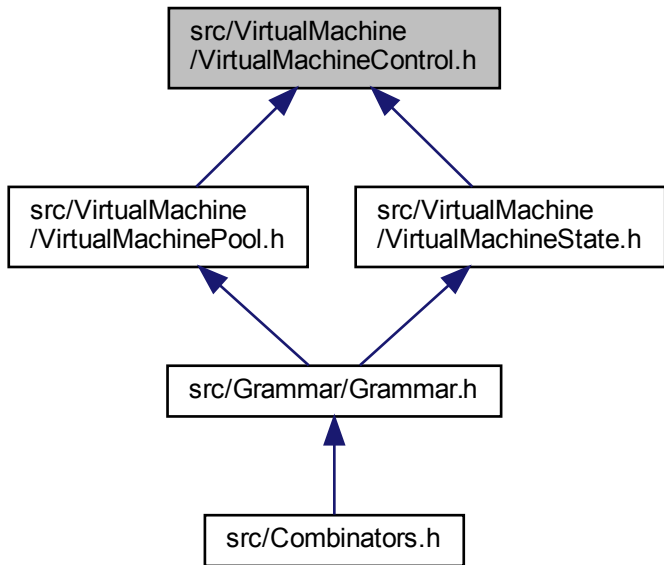 src/VirtualMachine
/VirtualMachineControl.h
src/VirtualMachine
/VirtualMachinePool.h
src/VirtualMachine
/VirtualMachineState.h
src/Grammar/Grammar.h
src/Combinators.h